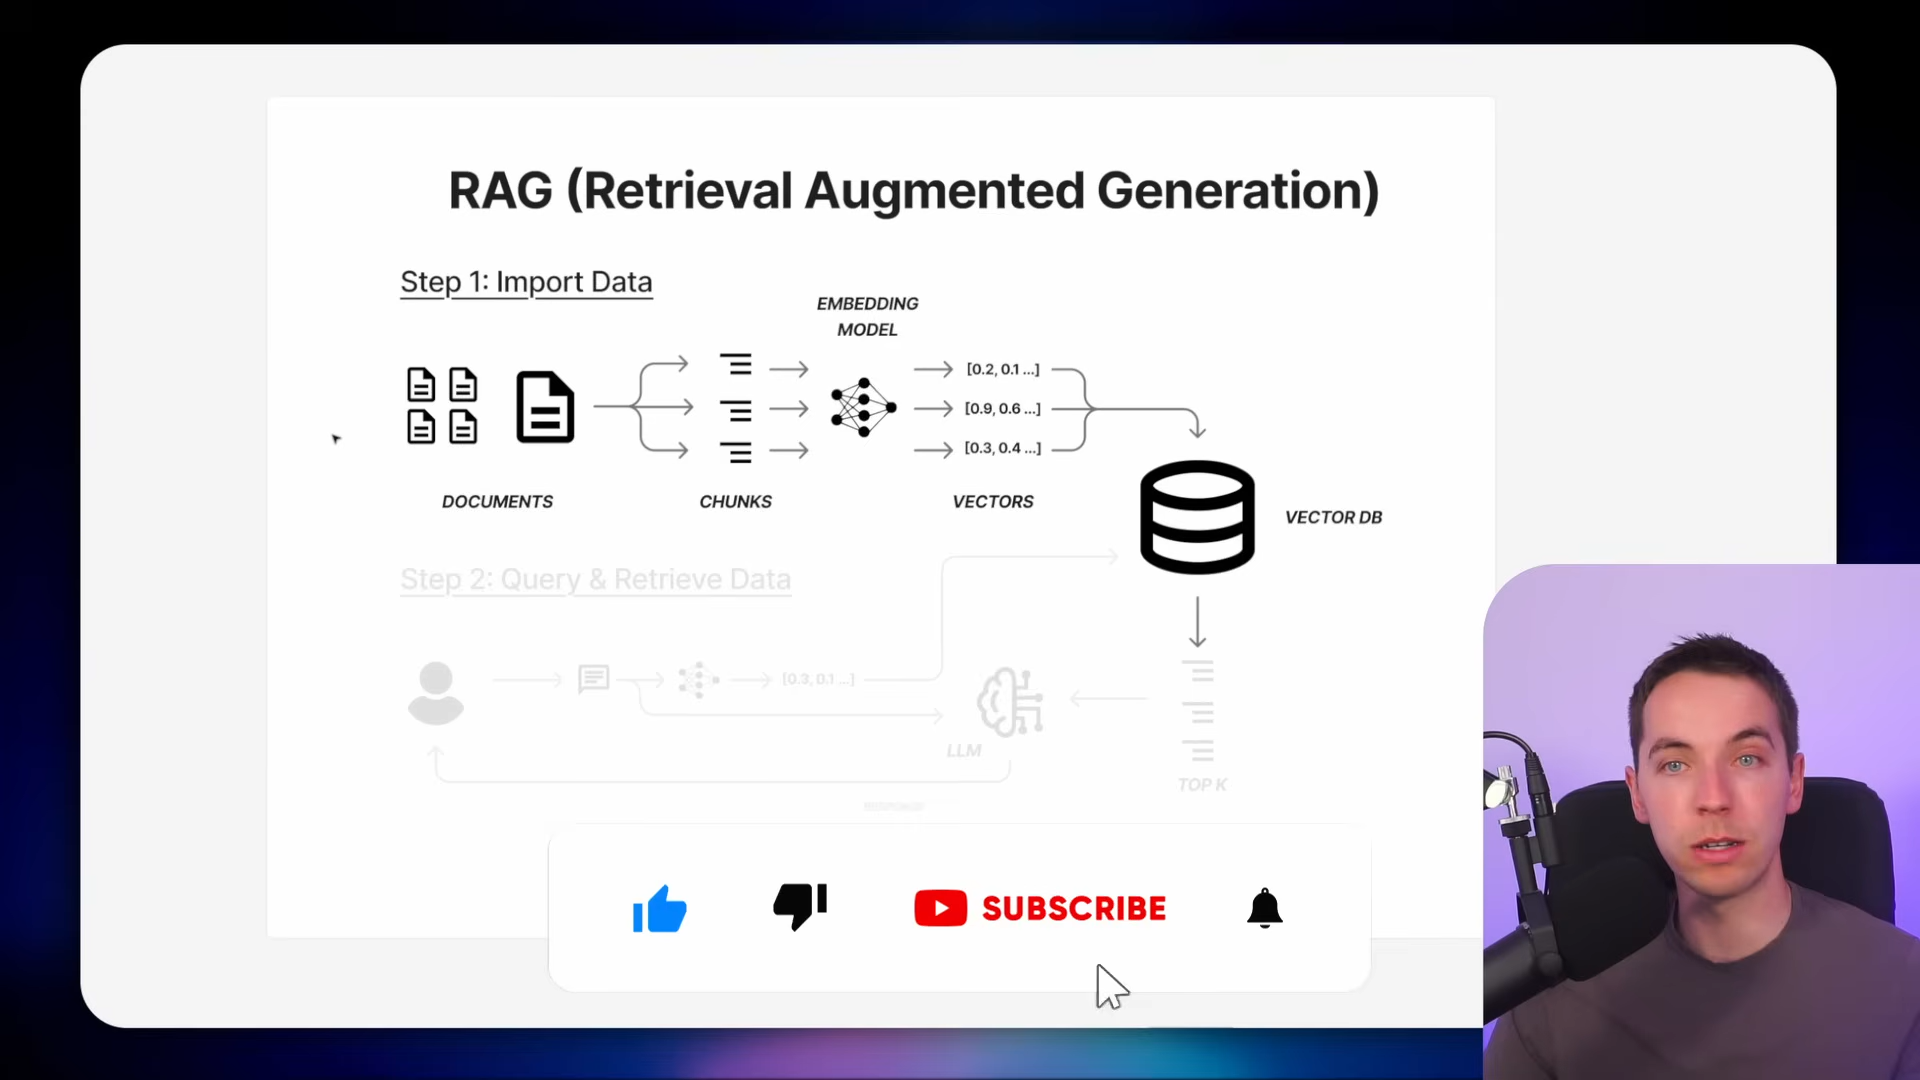 RAG (Retrieval Augmented Generation)
Step 1: Import Data
EMBEDDING
MODEL
[0.2, 0.1 ...]
[0.9, 0.6 ...]
[0.3, 0.4 ...]
DOCUMENTS
CHUNKS
VECTORS
VECTOR DB
Step 2: Query & Retrieve Data
[0.3, 0.1 ...]
LLM
TOP K
SUBSCRIBE